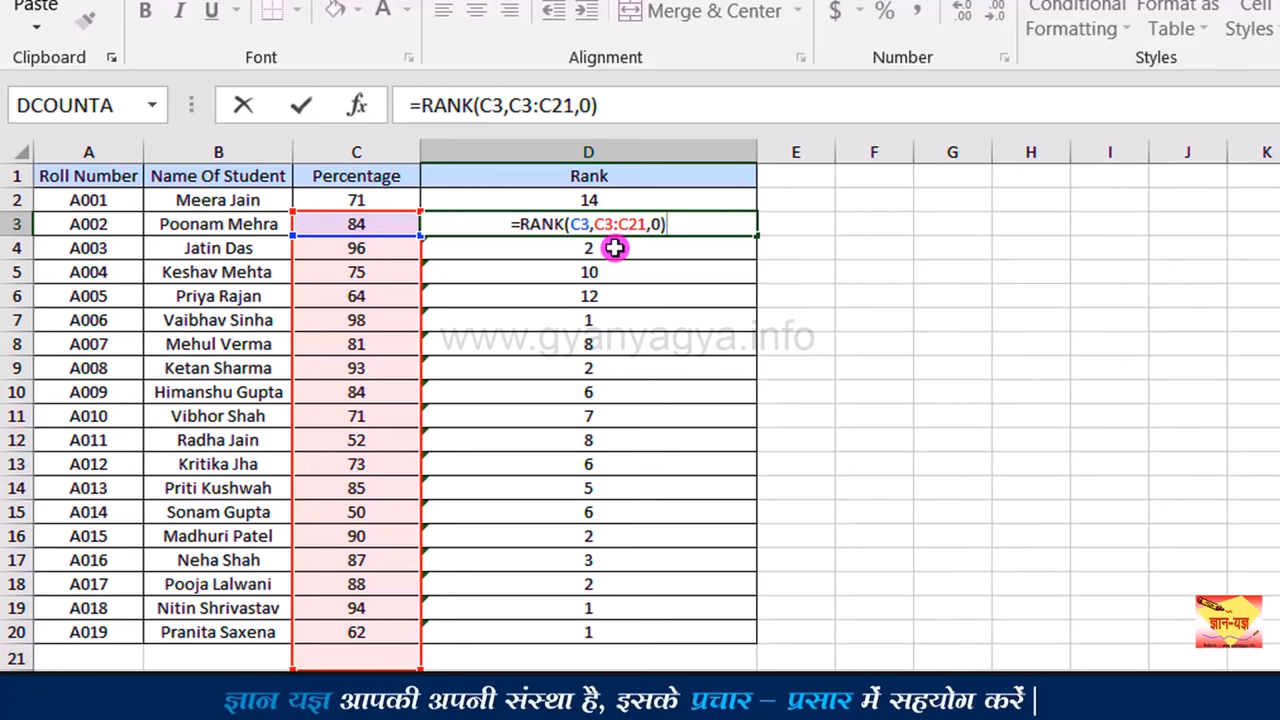 Paste
B I U A
Merge & Center
$ % ,
Conditional Format as Cell
Formatting Table Styles
Clipboard Font Alignment Number Styles
DCOUNTA fx =RANK(C3,C3:C21,0)
A B C D E F G H I J K
1 Roll Number Name Of Student Percentage Rank
2 A001 Meera Jain 71 14
3 A002 Poonam Mehra 84 =RANK(C3,C3:C21,0)
4 A003 Jatin Das 96 2
5 A004 Keshav Mehta 75 10
6 A005 Priya Rajan 64 12
7 A006 Vaibhav Sinha 98 1
www.gyanyagya.info
8 A007 Mehul Verma 81 8
9 A008 Ketan Sharma 93 2
10 A009 Himanshu Gupta 84 6
11 A010 Vibhor Shah 71 7
12 A011 Radha Jain 52 8
13 A012 Kritika Jha 73 6
14 A013 Priti Kushwah 85 5
15 A014 Sonam Gupta 50 6
16 A015 Madhuri Patel 90 2
17 A016 Neha Shah 87 3
18 A017 Pooja Lalwani 88 2
19 A018 Nitin Shrivastav 94 1
20 A019 Pranita Saxena 62 1
21
ज्ञान-यज्ञ
ज्ञान यज्ञ आपकी अपनी संस्था है, इसके प्रचार – प्रसार में सहयोग करें |